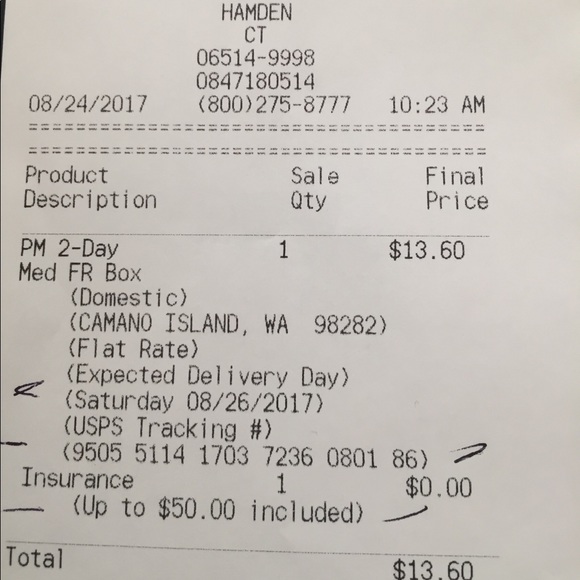 HAMDEN
CT
06514-9998
0847180514
08/24/2017 (800)275-8777 10:23 AM
========================================
========================================
Product Sale Final
Description Qty Price
PM 2-Day 1 $13.60
Med FR Box
(Domestic)
(CAMANO ISLAND, WA 98282)
(Flat Rate)
(Expected Delivery Day)
(Saturday 08/26/2017)
(USPS Tracking #)
(9505 5114 1703 7236 0801 86)
Insurance 1 $0.00
(Up to $50.00 included)
Total $13.60